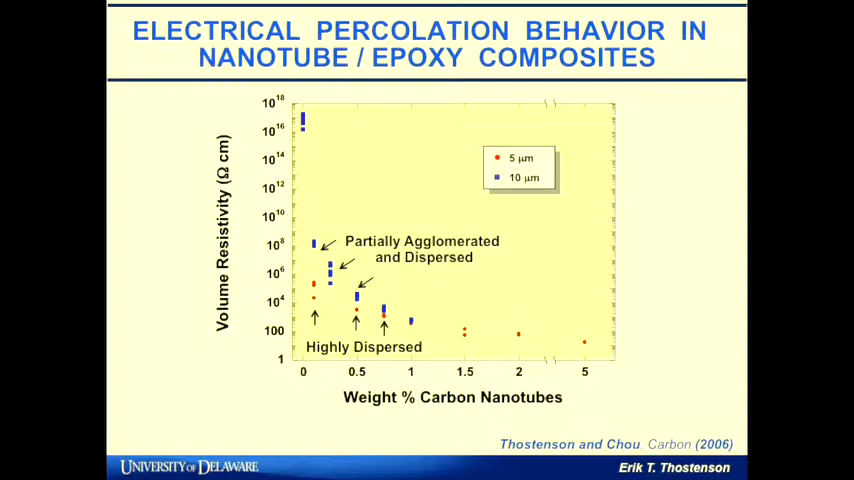 ELECTRICAL PERCOLATION BEHAVIOR IN
NANOTUBE / EPOXY COMPOSITES
10^18
10^16
10^14
10^12
10^10
10^8
10^6
10^4
100
1
Volume Resistivity (Ω cm)
5 μm
10 μm
Partially Agglomerated
and Dispersed
Highly Dispersed
0 0.5 1 1.5 2 5
Weight % Carbon Nanotubes
Thostenson and Chou, Carbon (2006)
UNIVERSITY OF DELAWARE
Erik T. Thostenson